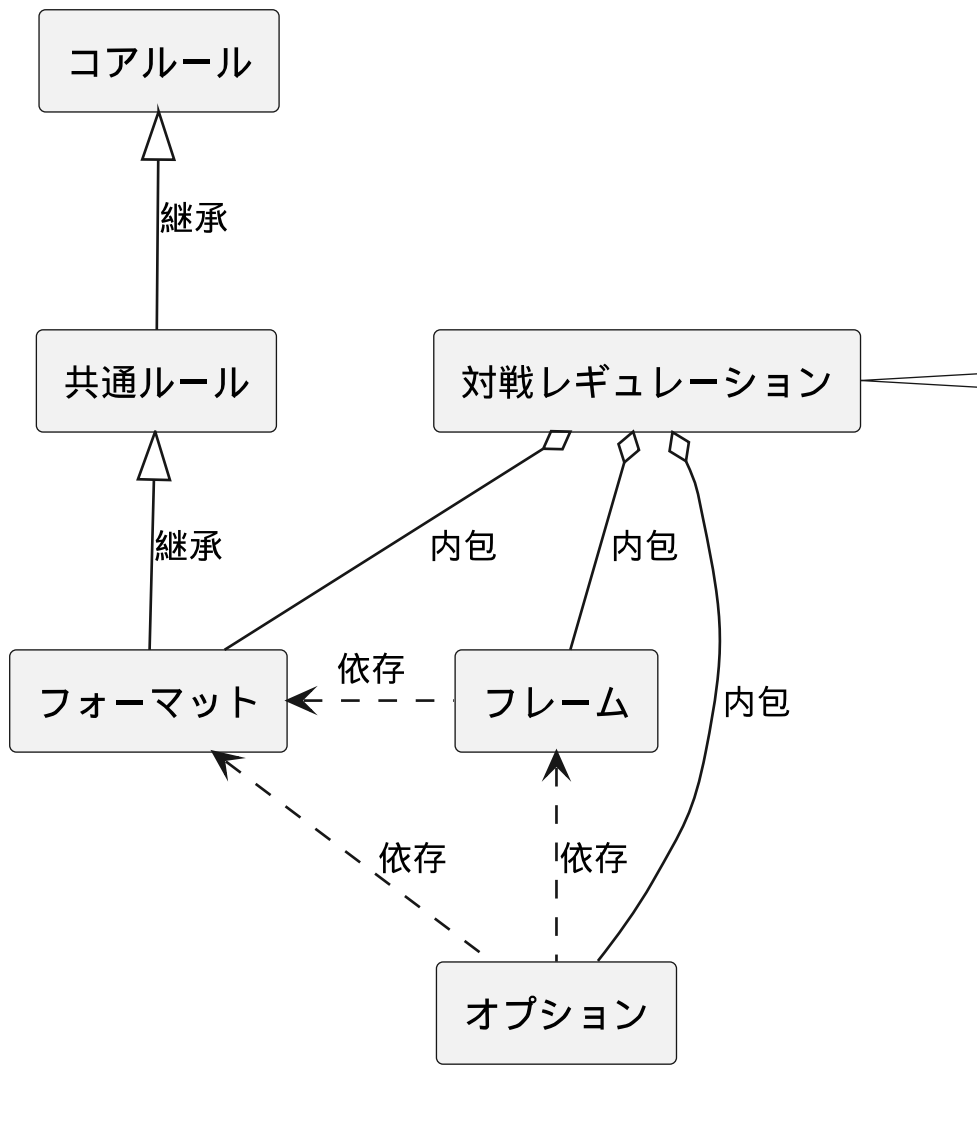 コアルール
継承
共通ルール
対戦レギュレーション
継承
内包
内包
フォーマット
依存
フレーム
内包
依存
依存
オプション